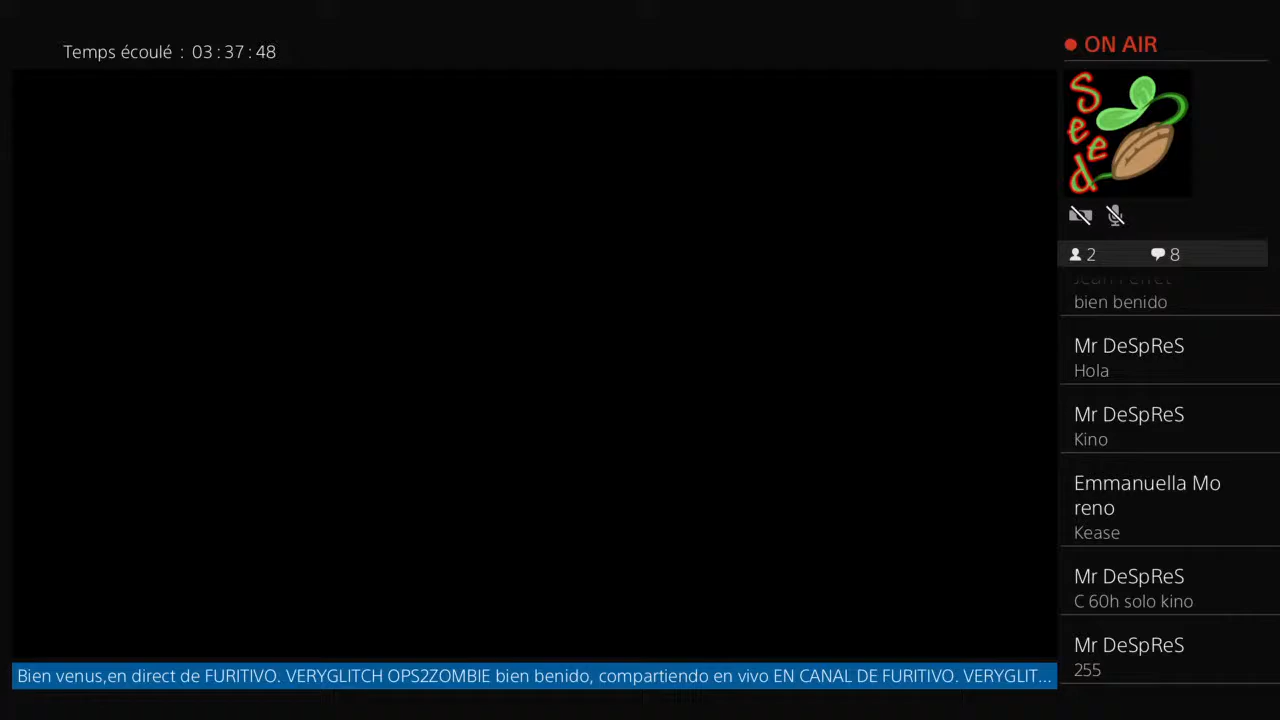 Temps écoulé : 03:37:48
ON AIR
Seed
2 8
bien benido
Mr DeSpReS
Hola
Mr DeSpReS
Kino
Emmanuella Mo
reno
Kease
Mr DeSpReS
C 60h solo kino
Mr DeSpReS
255
Bien venus,en direct de FURITIVO. VERYGLITCH OPS2ZOMBIE bien benido, compartiendo en vivo EN CANAL DE FURITIVO. VERYGLIT...